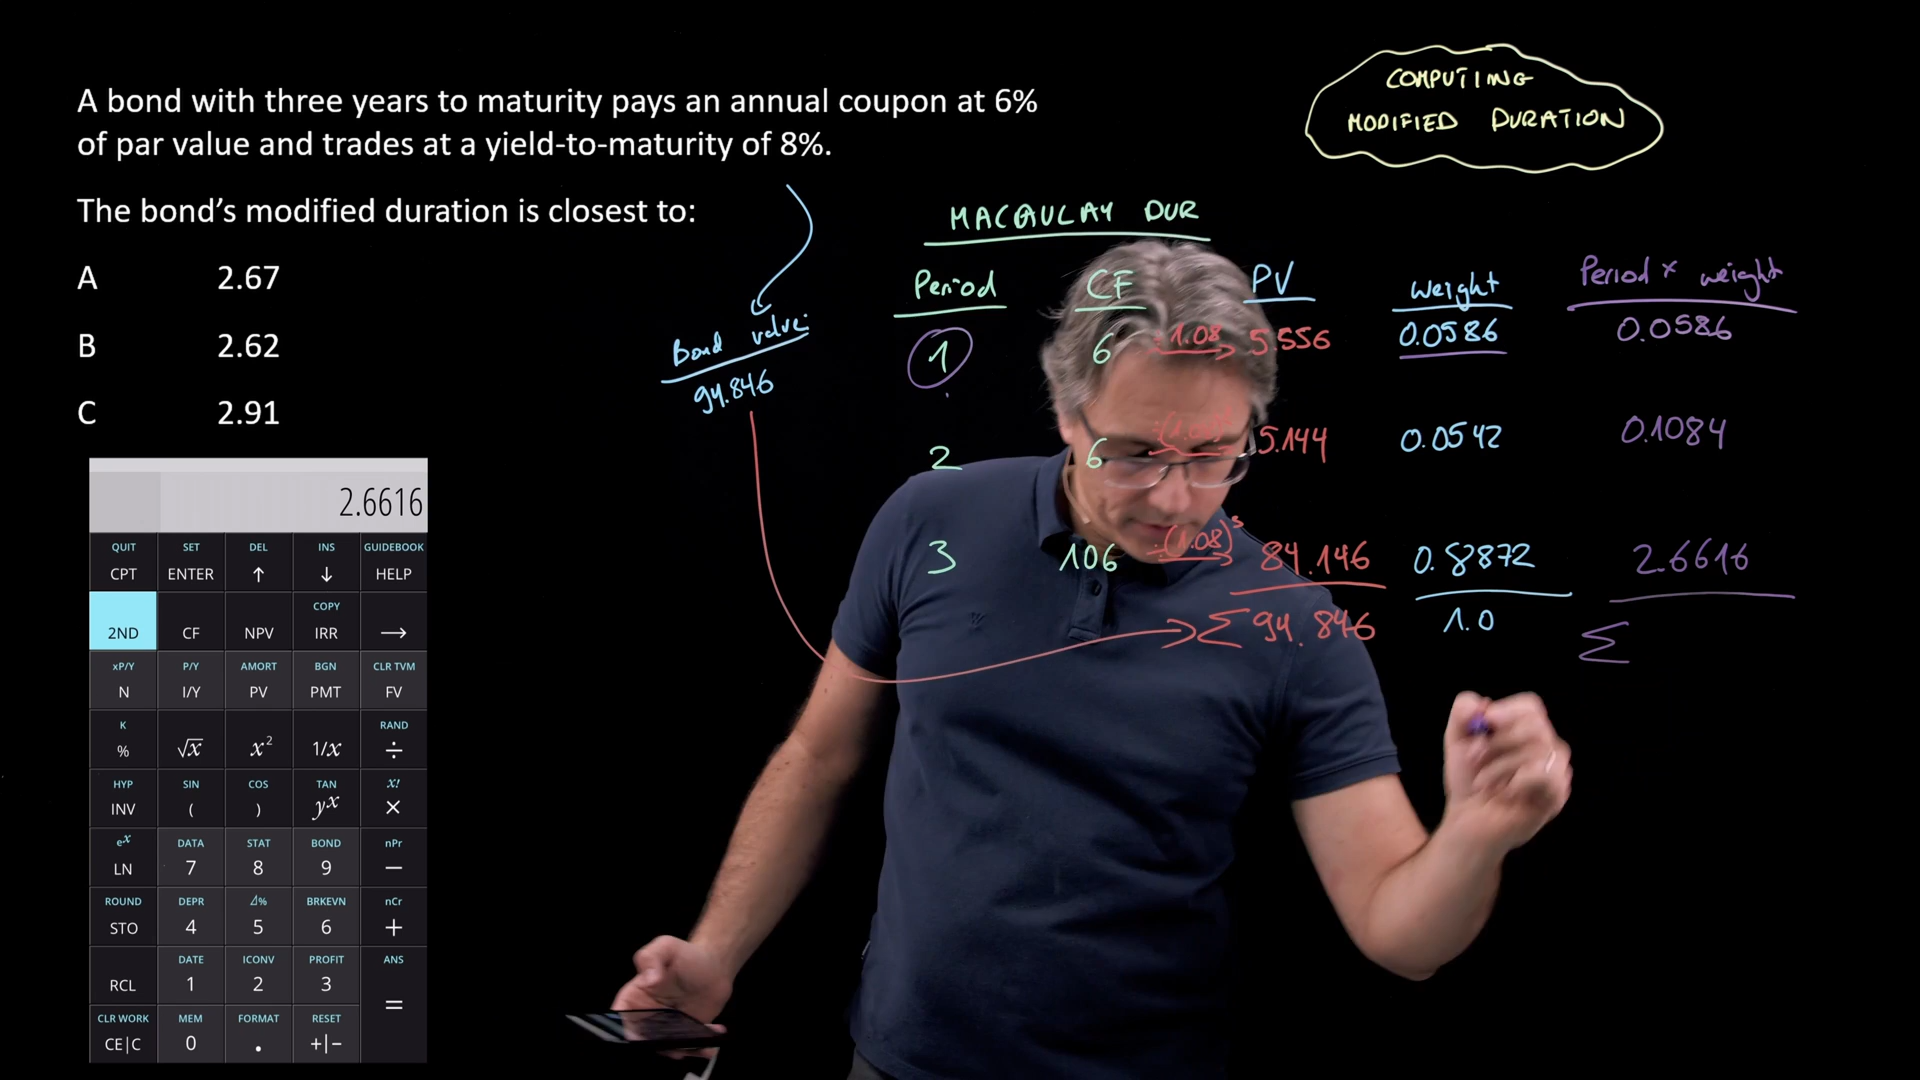 A bond with three years to maturity pays an annual coupon at 6%
of par value and trades at a yield-to-maturity of 8%.
The bond's modified duration is closest to:
A 2.67
B 2.62
C 2.91
COMPUTING
MODIFIED DURATION
MACAULAY DUR
Period CF PV weight Period × weight
Bond value
94.846
1 6 1.08 5.556 0.0586 0.0586
2 6 5.144 0.0542 0.1084
3 106 ÷(1.08)³ 84.146 0.8872 2.6616
Σ 94.846 1.0 Σ
2.6616
QUIT SET DEL INS GUIDEBOOK
CPT ENTER ↑ ↓ HELP
COPY
2ND CF NPV IRR →
xP/Y P/Y AMORT BGN CLR TVM
N I/Y PV PMT FV
K RAND
% √x x² 1/x ÷
HYP SIN COS TAN x!
INV ( ) yˣ ×
eˣ DATA STAT BOND nPr
LN 7 8 9 −
ROUND DEPR Δ% BRKEVN nCr
STO 4 5 6 +
DATE ICONV PROFIT ANS
RCL 1 2 3 =
CLR WORK MEM FORMAT RESET
CE|C 0 . +|−